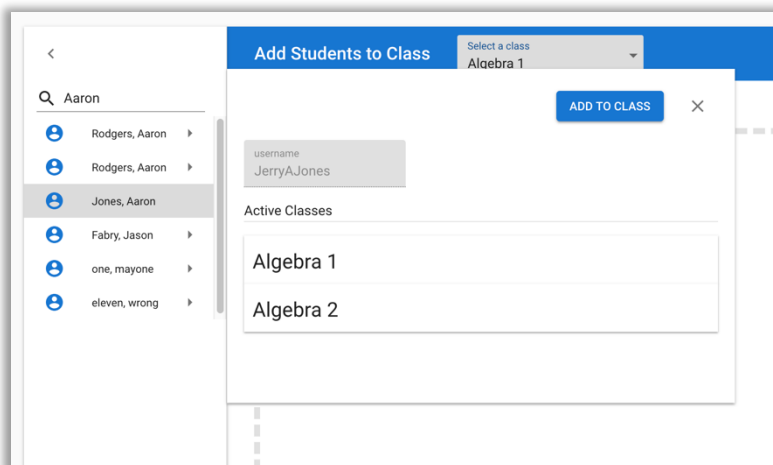 Add Students to Class
Select a class
Algebra 1
Aaron
Rodgers, Aaron
Rodgers, Aaron
Jones, Aaron
Fabry, Jason
one, mayone
eleven, wrong
ADD TO CLASS
username
JerryAJones
Active Classes
Algebra 1
Algebra 2